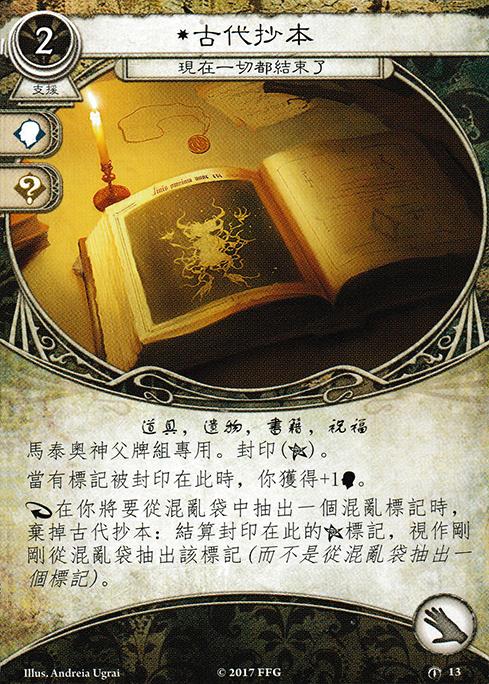 2
*古代抄本
現在一切都結束了
支援
道具，遺物，書籍，祝福
馬泰奧神父牌組專用。封印()。
當有標記被封印在此時，你獲得+1。
在你將要從混亂袋中抽出一個混亂標記時，
棄掉古代抄本：結算封印在此的標記，視作剛
剛從混亂袋抽出該標記(而不是從混亂袋抽出一
個標記)。
Illus. Andreia Ugrai
© 2017 FFG
13